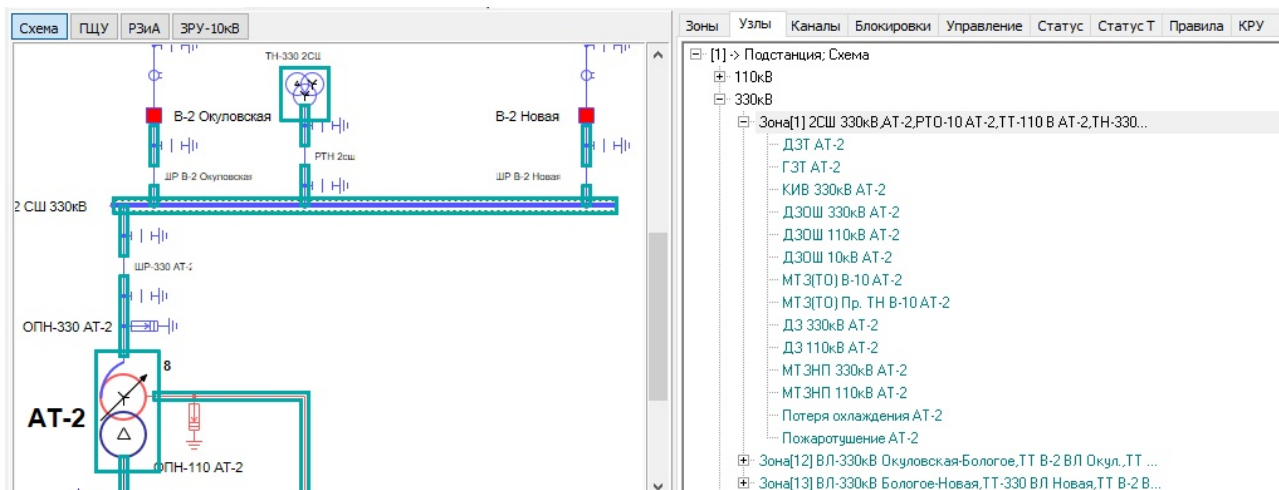 Схема ПЩУ РЗиА ЗРУ-10кВ
ТН-330 2СШ
В-2 Окуловская
В-2 Новая
РТН 2сш
ШР В-2 Окуловская
ШР В-2 Новая
2 СШ 330кВ
ШР-330 АТ-2
ОПН-330 АТ-2
8
АТ-2
ОПН-110 АТ-2
Зоны Узлы Каналы Блокировки Управление Статус Статус Т Правила КРУ
[1] -> Подстанция; Схема
110кВ
330кВ
Зона[1] 2СШ 330кВ,АТ-2,РТО-10 АТ-2,ТТ-110 В АТ-2,ТН-330...
ДЗТ АТ-2
ГЗТ АТ-2
КИВ 330кВ АТ-2
ДЗОШ 330кВ АТ-2
ДЗОШ 110кВ АТ-2
ДЗОШ 10кВ АТ-2
МТЗ(ТО) В-10 АТ-2
МТЗ(ТО) Пр. ТН В-10 АТ-2
ДЗ 330кВ АТ-2
ДЗ 110кВ АТ-2
МТЗНП 330кВ АТ-2
МТЗНП 110кВ АТ-2
Потеря охлаждения АТ-2
Пожаротушение АТ-2
Зона[12] ВЛ-330кВ Окуловская-Бологое,ТТ В-2 ВЛ Окул.,ТТ ...
Зона[13] ВЛ-330кВ Бологое-Новая,ТТ-330 ВЛ Новая,ТТ В-2 В...